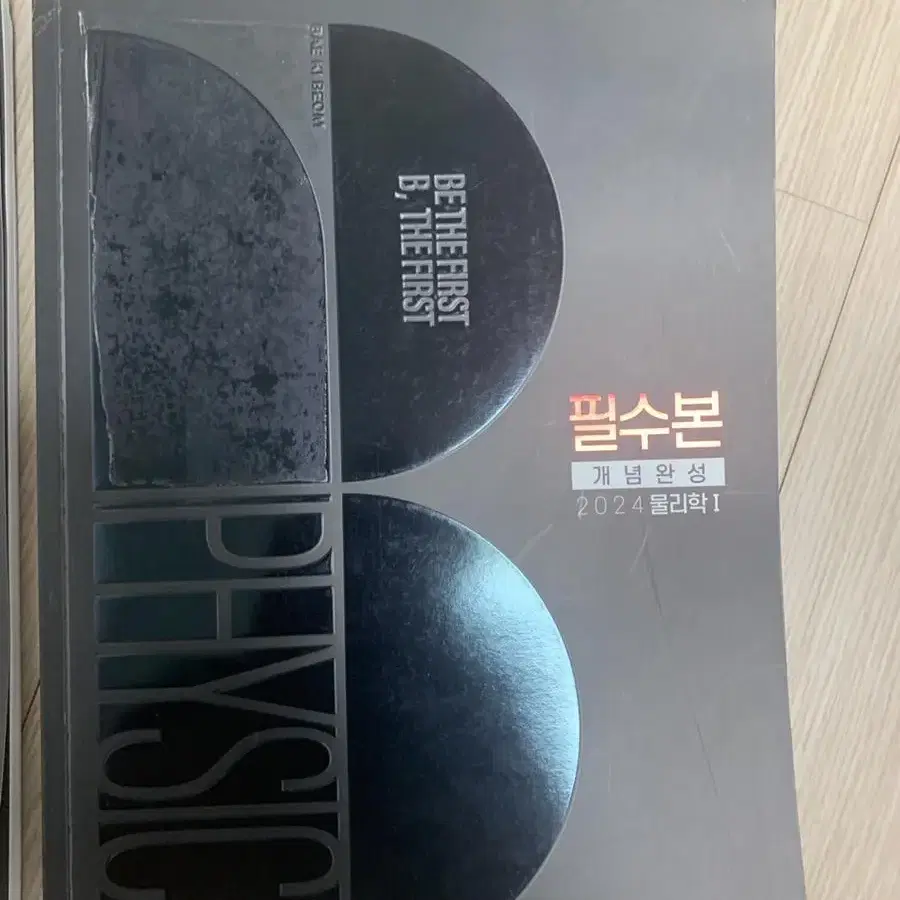 BAE KI BEOM
BE THE FIRST
B, THE FIRST
필수본
개념완성
2024 물리학 I
PHYSIC